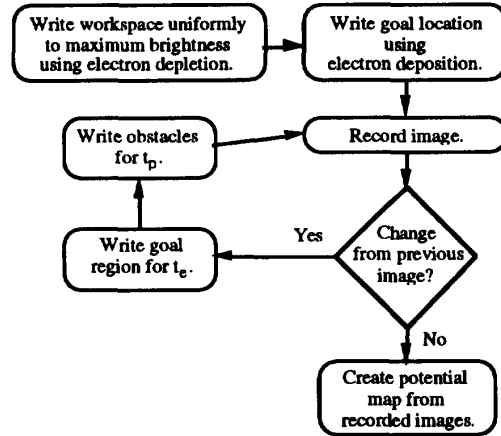 Write workspace uniformly
to maximum brightness
using electron depletion.
Write goal location
using
electron deposition.
Record image.
Write obstacles
for tp.
Write goal
region for te.
Yes
Change
from previous
image?
No
Create potential
map from
recorded images.